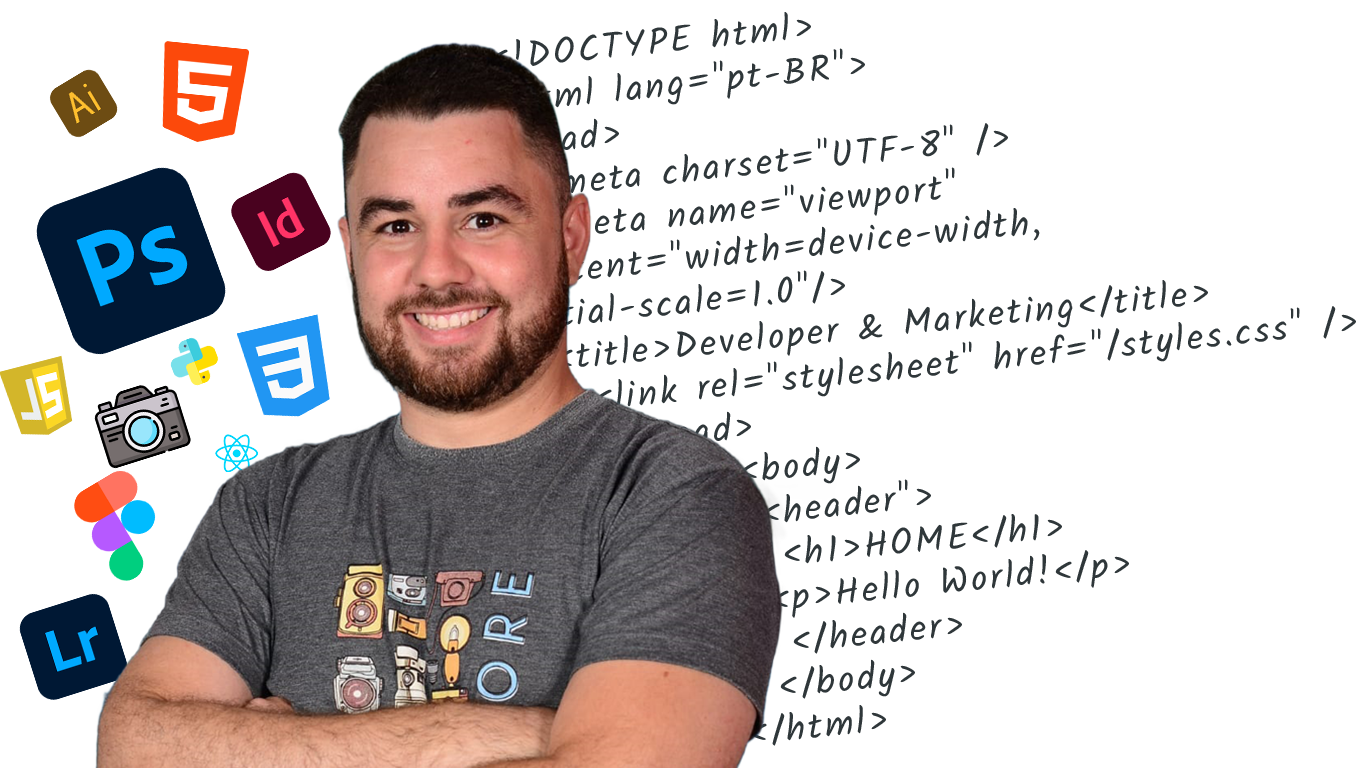 Ai
5
Ps
Id
3
JS
Lr
ORE
<!DOCTYPE html>
ml lang="pt-BR">
ad>
meta charset="UTF-8" />
eta name="viewport"
tent="width=device-width,
tial-scale=1.0"/>
<title>Developer & Marketing</title>
<link rel="stylesheet" href="/styles.css" />
ad>
<body>
<header">
<h1>HOME</h1>
<p>Hello World!</p>
</header>
</body>
</html>